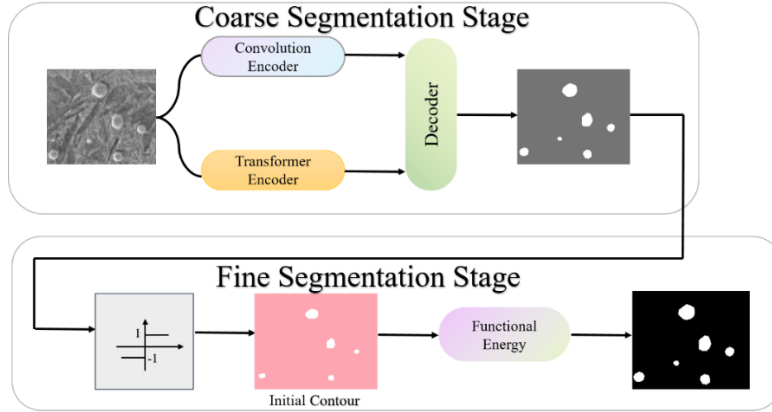 Coarse Segmentation Stage
Convolution
Encoder
Transformer
Encoder
Decoder
Fine Segmentation Stage
1
-1
Initial Contour
Functional
Energy